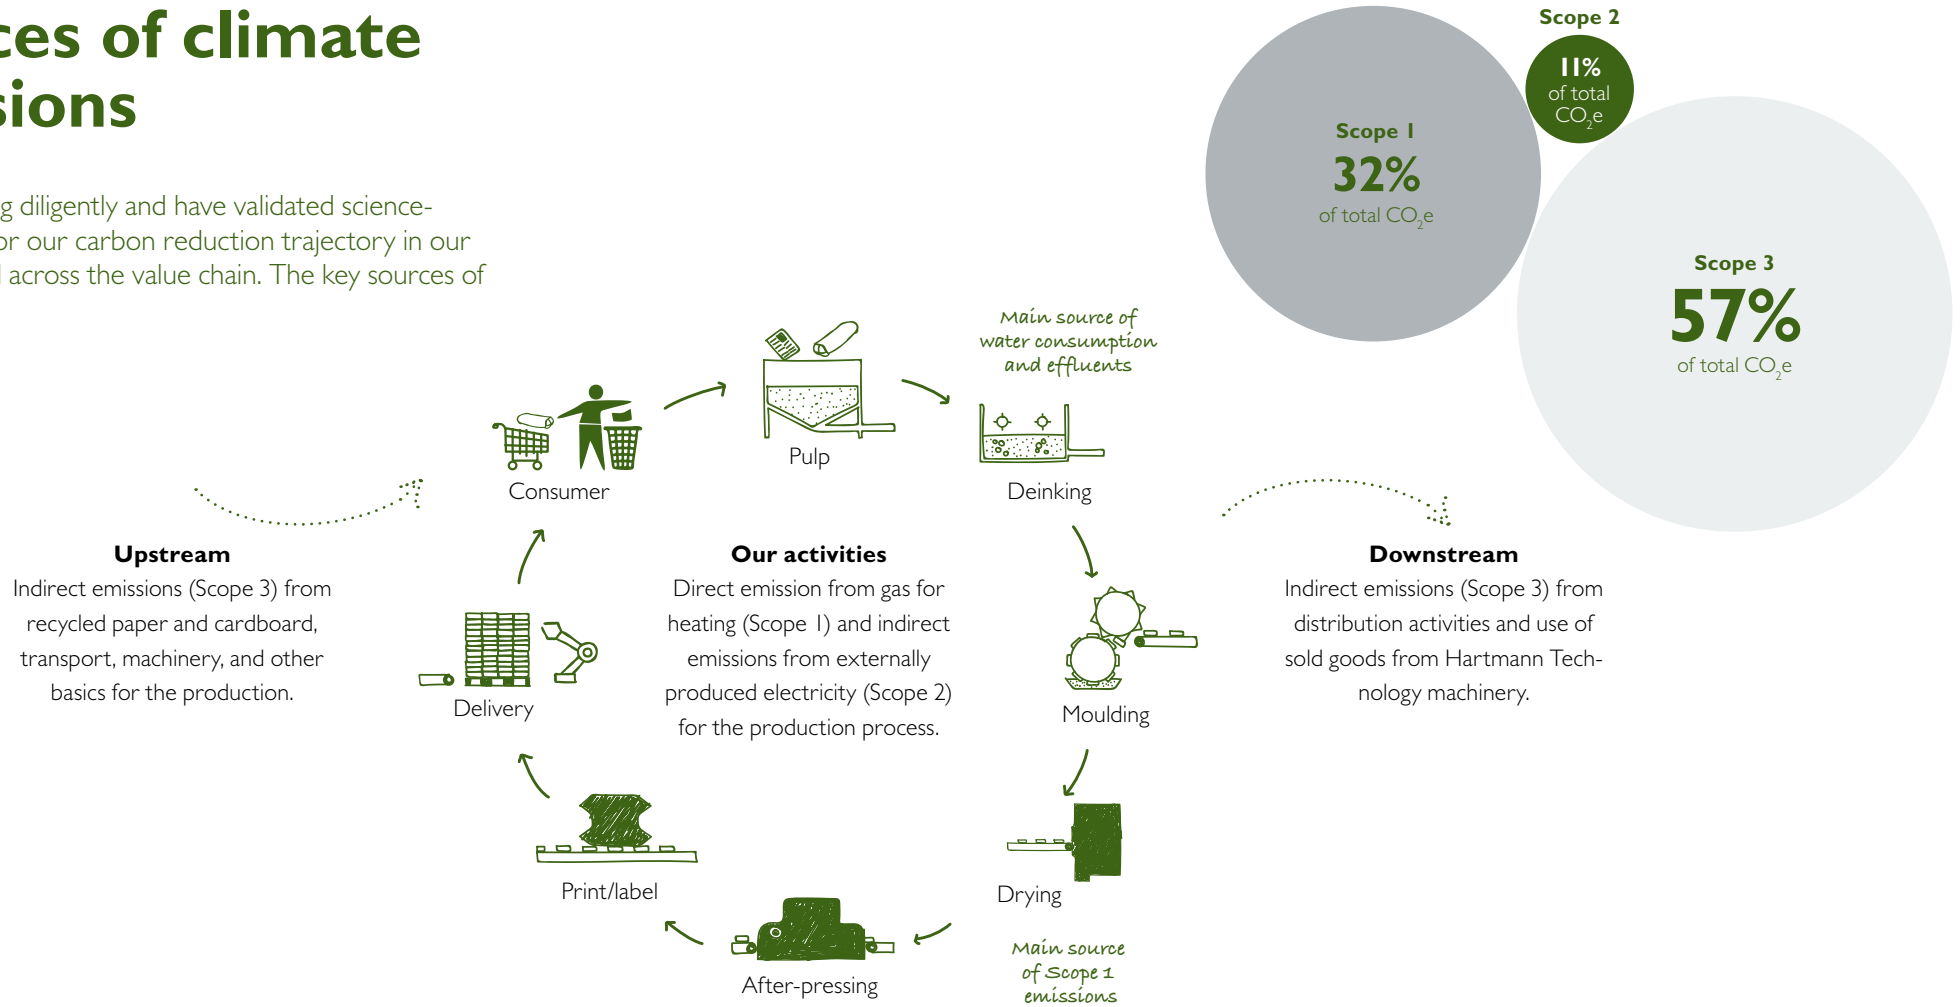 ces of climate
sions
g diligently and have validated science-
or our carbon reduction trajectory in our
across the value chain. The key sources of
Scope 1
32%
of total CO₂e
Scope 2
11%
of total
CO₂e
Scope 3
57%
of total CO₂e
Main source of
water consumption
and effluents
Consumer
Pulp
Deinking
Upstream
Indirect emissions (Scope 3) from
recycled paper and cardboard,
transport, machinery, and other
basics for the production.
Our activities
Direct emission from gas for
heating (Scope 1) and indirect
emissions from externally
produced electricity (Scope 2)
for the production process.
Downstream
Indirect emissions (Scope 3) from
distribution activities and use of
sold goods from Hartmann Tech-
nology machinery.
Delivery
Moulding
Print/label
Drying
After-pressing
Main source
of Scope 1
emissions